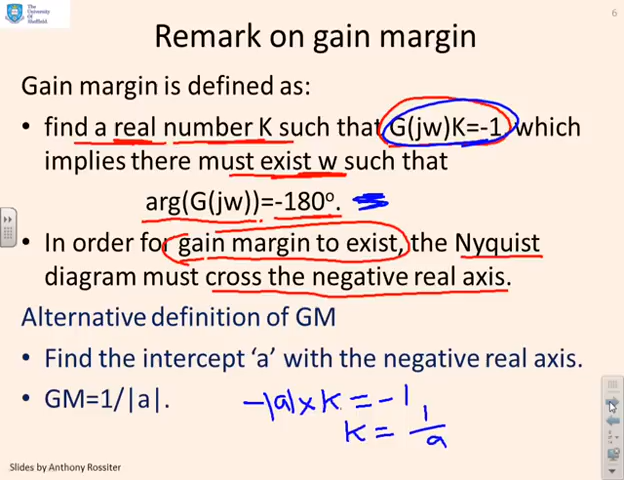 The
University
Of
Sheffield.
6
Remark on gain margin
Gain margin is defined as:
• find a real number K such that G(jw)K=-1, which
implies there must exist w such that
arg(G(jw))=-180º.
• In order for gain margin to exist, the Nyquist
diagram must cross the negative real axis.
Alternative definition of GM
• Find the intercept ‘a’ with the negative real axis.
• GM=1/|a|.
-|a| x K = -1,
K = 1/a
Slides by Anthony Rossiter